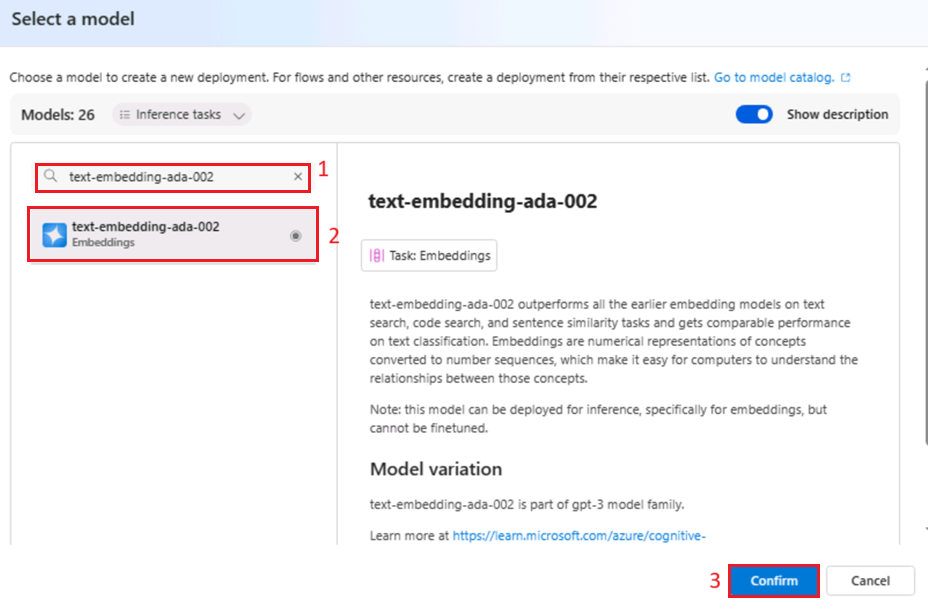 Select a model
Choose a model to create a new deployment. For flows and other resources, create a deployment from their respective list. Go to model catalog.
Models: 26 Inference tasks Show description
text-embedding-ada-002 1
text-embedding-ada-002
Embeddings
2
text-embedding-ada-002
Task: Embeddings
text-embedding-ada-002 outperforms all the earlier embedding models on text
search, code search, and sentence similarity tasks and gets comparable performance
on text classification. Embeddings are numerical representations of concepts
converted to number sequences, which make it easy for computers to understand the
relationships between those concepts.
Note: this model can be deployed for inference, specifically for embeddings, but
cannot be finetuned.
Model variation
text-embedding-ada-002 is part of gpt-3 model family.
Learn more at https://learn.microsoft.com/azure/cognitive-
3 Confirm Cancel